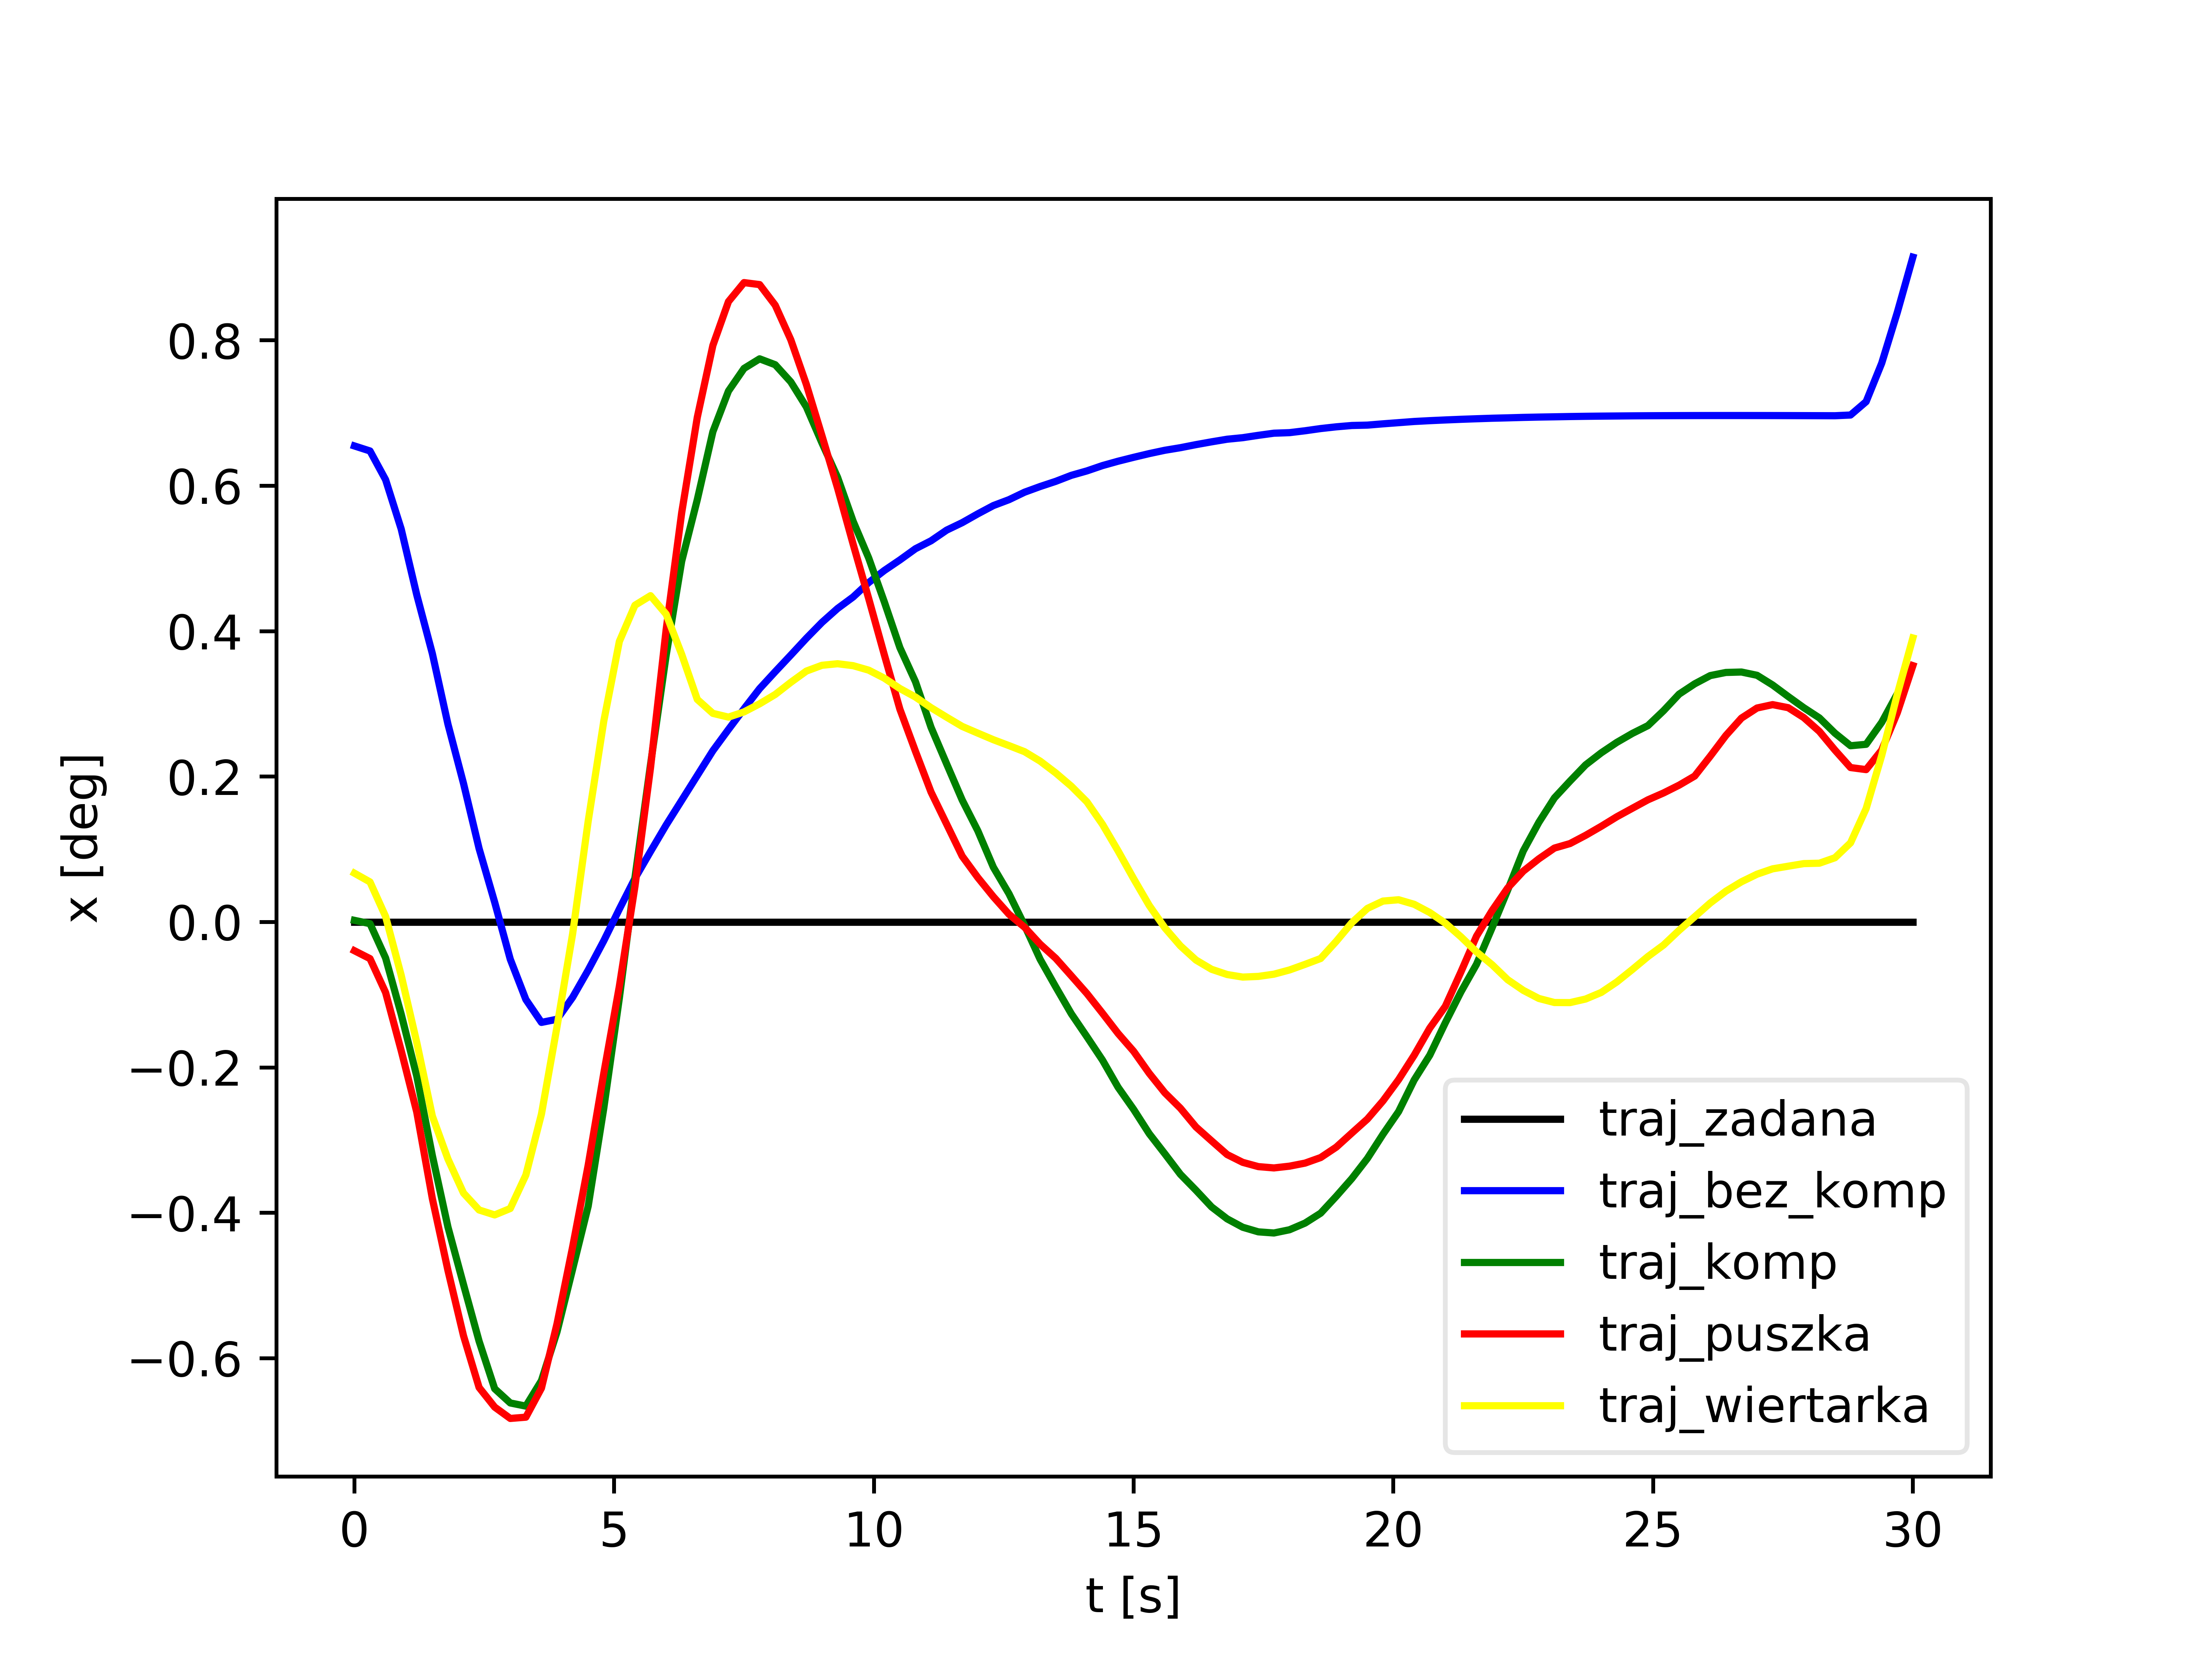 0.8
0.6
0.4
0.2
0.0
−0.2
−0.4
−0.6
x [deg]
0 5 10 15 20 25 30
t [s]
traj_zadana
traj_bez_komp
traj_komp
traj_puszka
traj_wiertarka